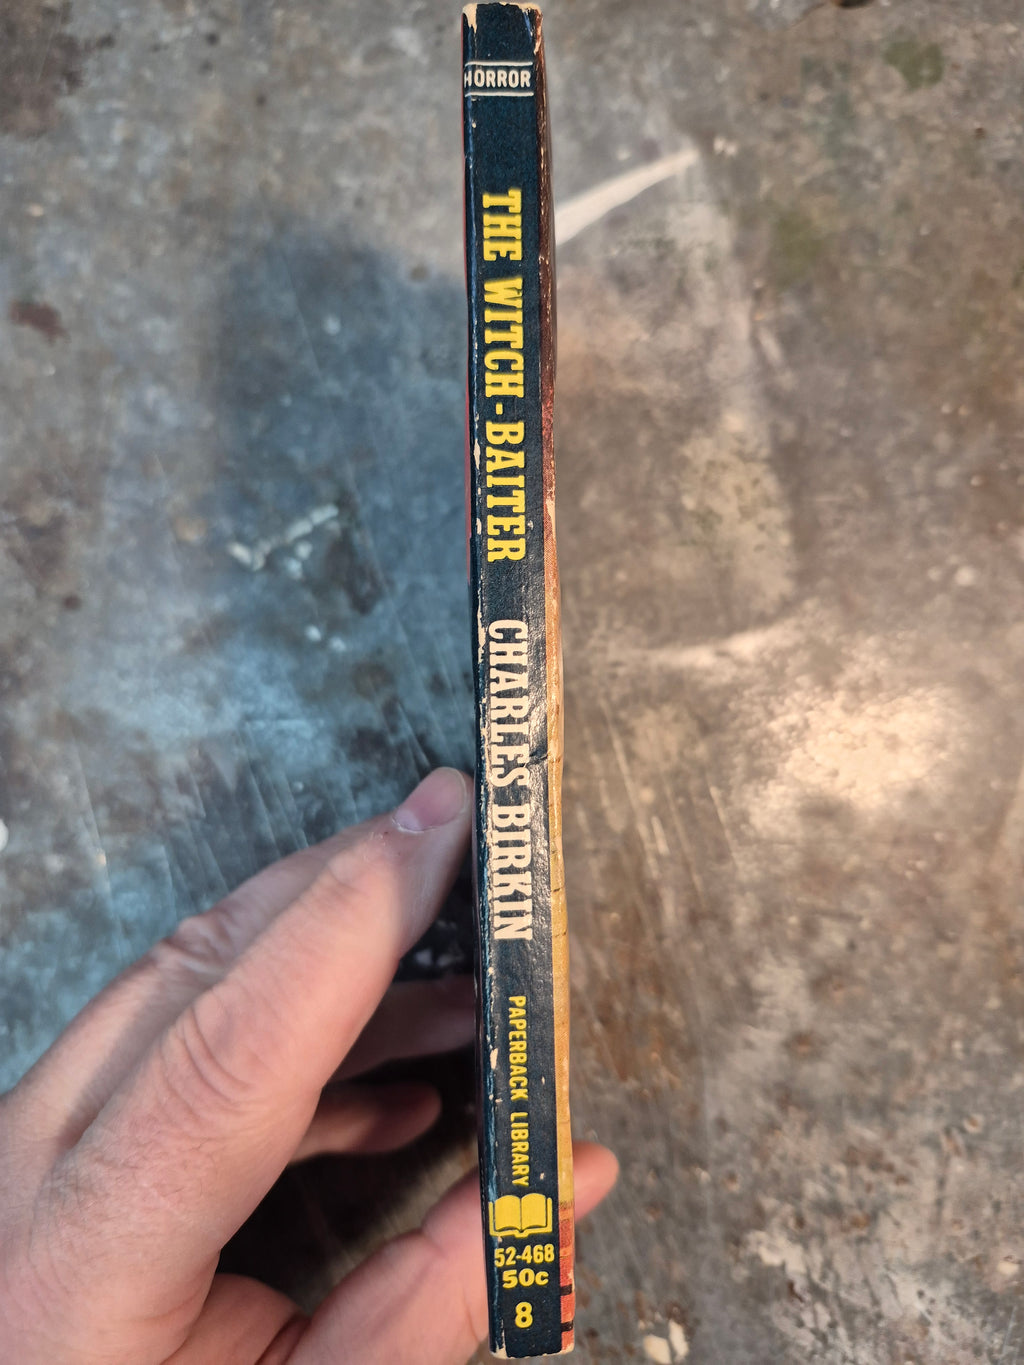 HORROR
THE WITCH-BAITER
CHARLES BIRKIN
PAPERBACK LIBRARY
52-468
50c
8